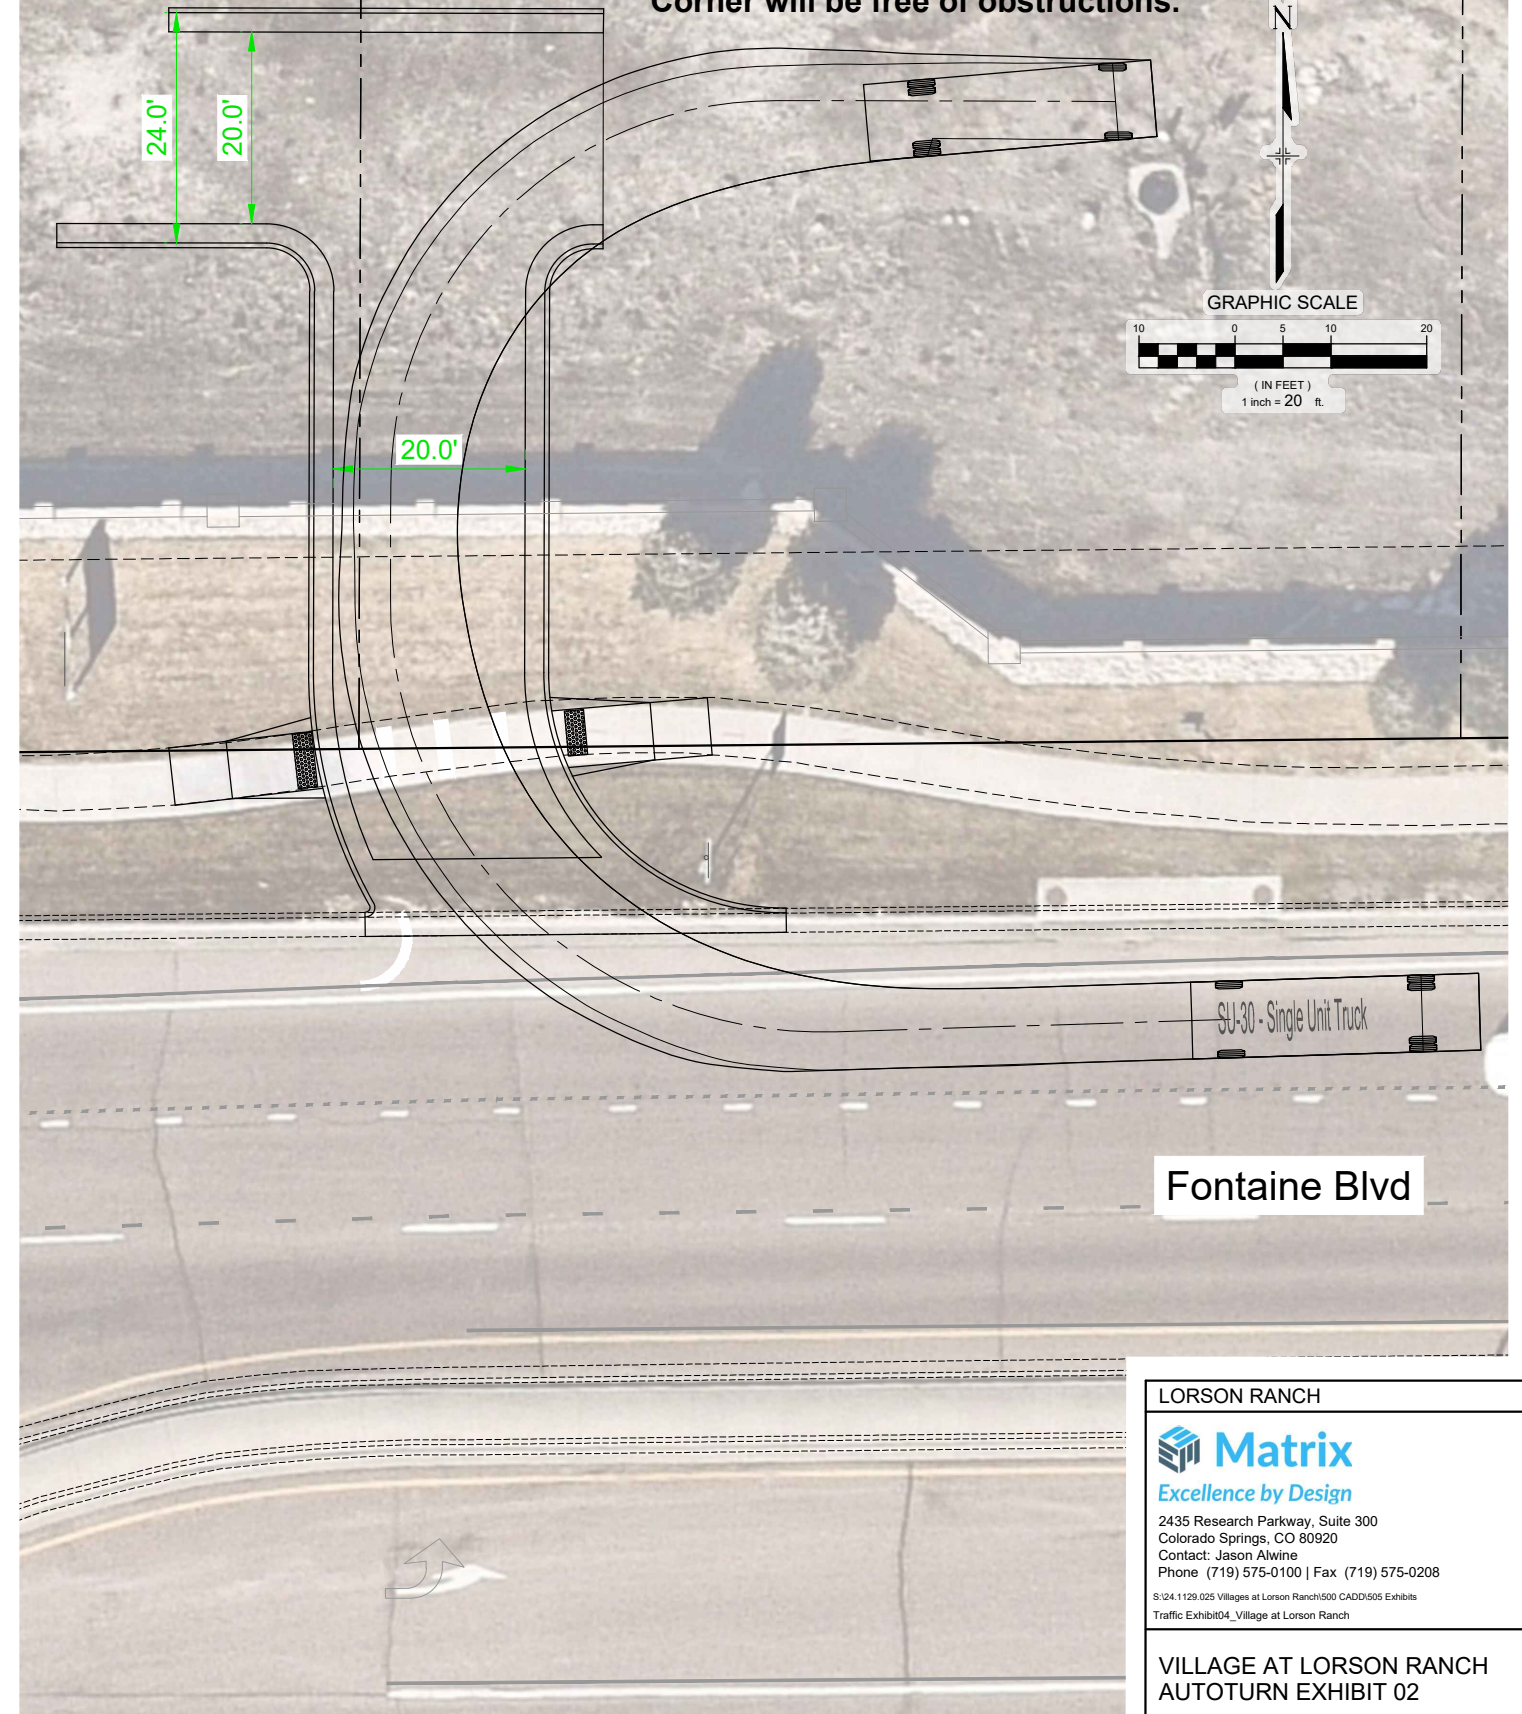 Corner will be free of obstructions.
N
24.0'
20.0'
GRAPHIC SCALE
10 0 5 10 20
( IN FEET )
1 inch = 20 ft.
20.0'
SU-30 - Single Unit Truck
Fontaine Blvd
LORSON RANCH
Matrix
Excellence by Design
2435 Research Parkway, Suite 300
Colorado Springs, CO 80920
Contact: Jason Alwine
Phone (719) 575-0100 | Fax (719) 575-0208
S:\24.1129.025 Villages at Lorson Ranch\500 CADD\505 Exhibits
Traffic Exhibit04_Village at Lorson Ranch
VILLAGE AT LORSON RANCH
AUTOTURN EXHIBIT 02